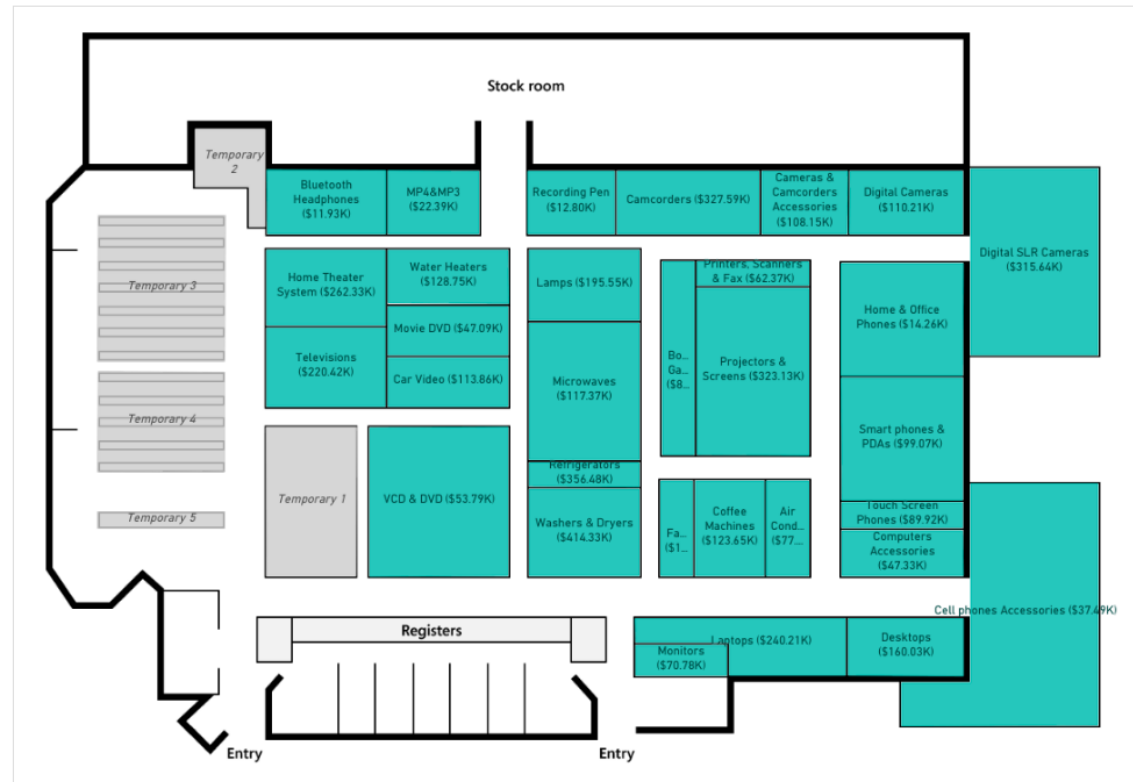 Stock room
Temporary
2
Bluetooth
Headphones
($11.93K)
MP4&MP3
($22.39K)
Recording Pen
($12.80K)
Camcorders ($327.59K)
Cameras &
Camcorders
Accessories
($108.15K)
Digital Cameras
($110.21K)
Digital SLR Cameras
($315.64K)
Temporary 3
Home Theater
System ($262.33K)
Water Heaters
($128.75K)
Lamps ($195.55K)
Printers, Scanners
& Fax ($62.37K)
Home & Office
Phones ($14.26K)
Movie DVD ($47.09K)
Televisions
($220.42K)
Car Video ($113.86K)
Microwaves
($117.37K)
Bo...
Ga...
($8...
Projectors &
Screens ($323.13K)
Temporary 4
Smart phones &
PDAs ($99.07K)
Temporary 1
VCD & DVD ($53.79K)
Refrigerators
($356.48K)
Temporary 5
Washers & Dryers
($414.33K)
Fa...
($1...
Coffee
Machines
($123.65K)
Air
Cond...
($77...
Touch Screen
Phones ($89.92K)
Computers
Accessories
($47.33K)
Cell phones Accessories ($37.49K)
Registers
Laptops ($240.21K)
Monitors
($70.78K)
Desktops
($160.03K)
Entry
Entry